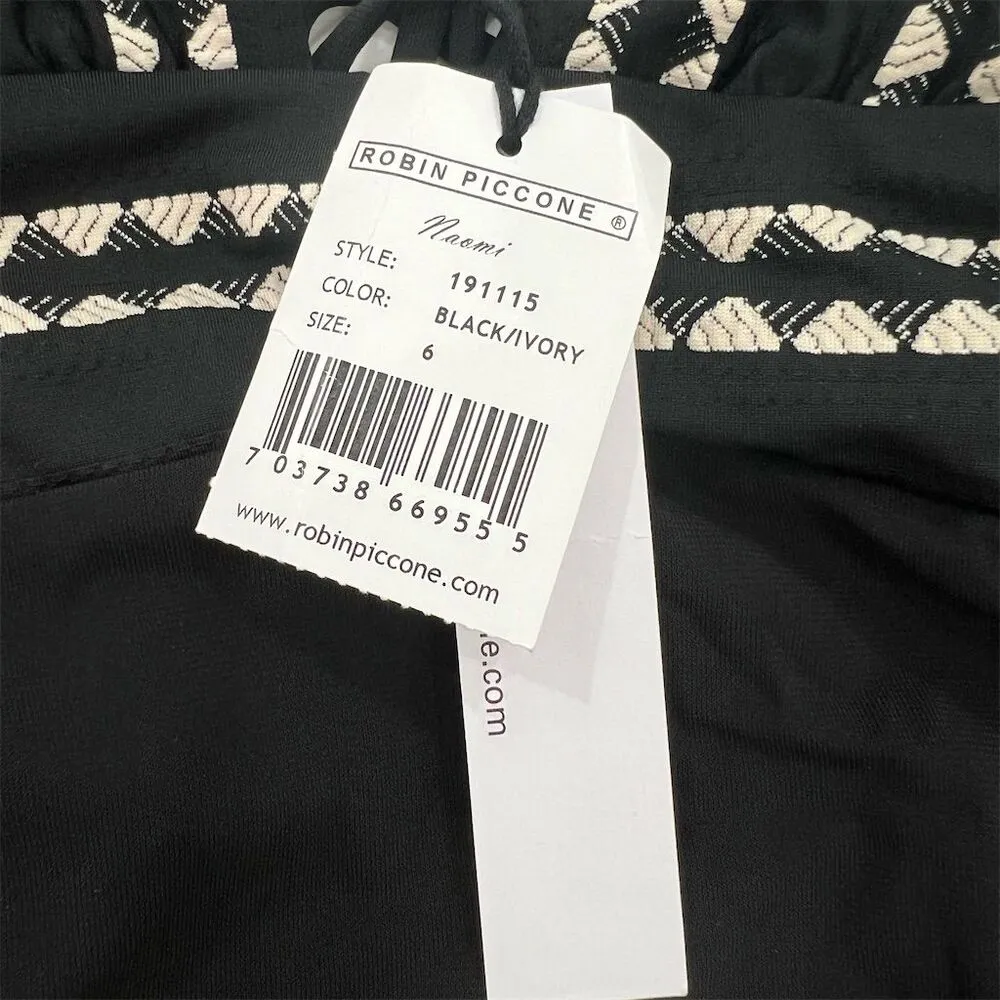 ROBIN PICCONE ®
Naomi
STYLE: 191115
COLOR: BLACK/IVORY
SIZE: 6
7 03738 66955 5
www.robinpiccone.com
e.com